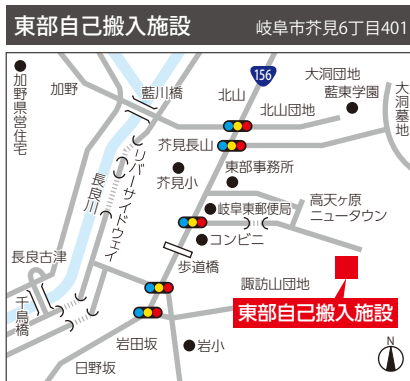 東部自己搬入施設
岐阜市芥見6丁目401
加野県営住宅
加野
藍川橋
156
北山
大洞団地
藍東学園
大洞墓地
北山団地
芥見長山
リバーサイドウェイ
長良川
芥見小
東部事務所
高天ヶ原
ニュータウン
岐阜東郵便局
コンビニ
歩道橋
長良古津
千鳥橋
諏訪山団地
東部自己搬入施設
岩田坂
岩小
日野坂
N